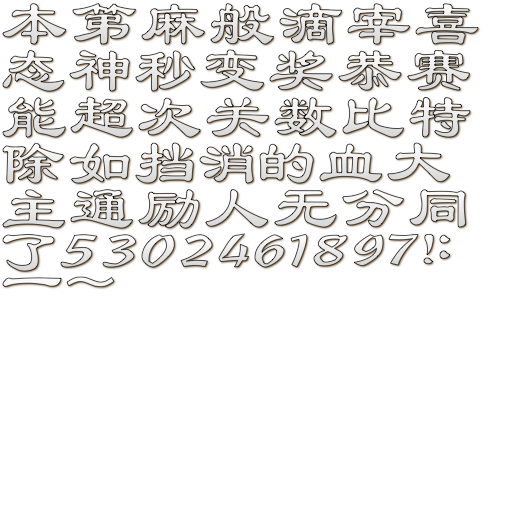 本第麻般滴宰喜
态神秒变奖恭赛
能超次关数比特
除如挡消的血大
主通励人无分同
了5302461897!:
一~